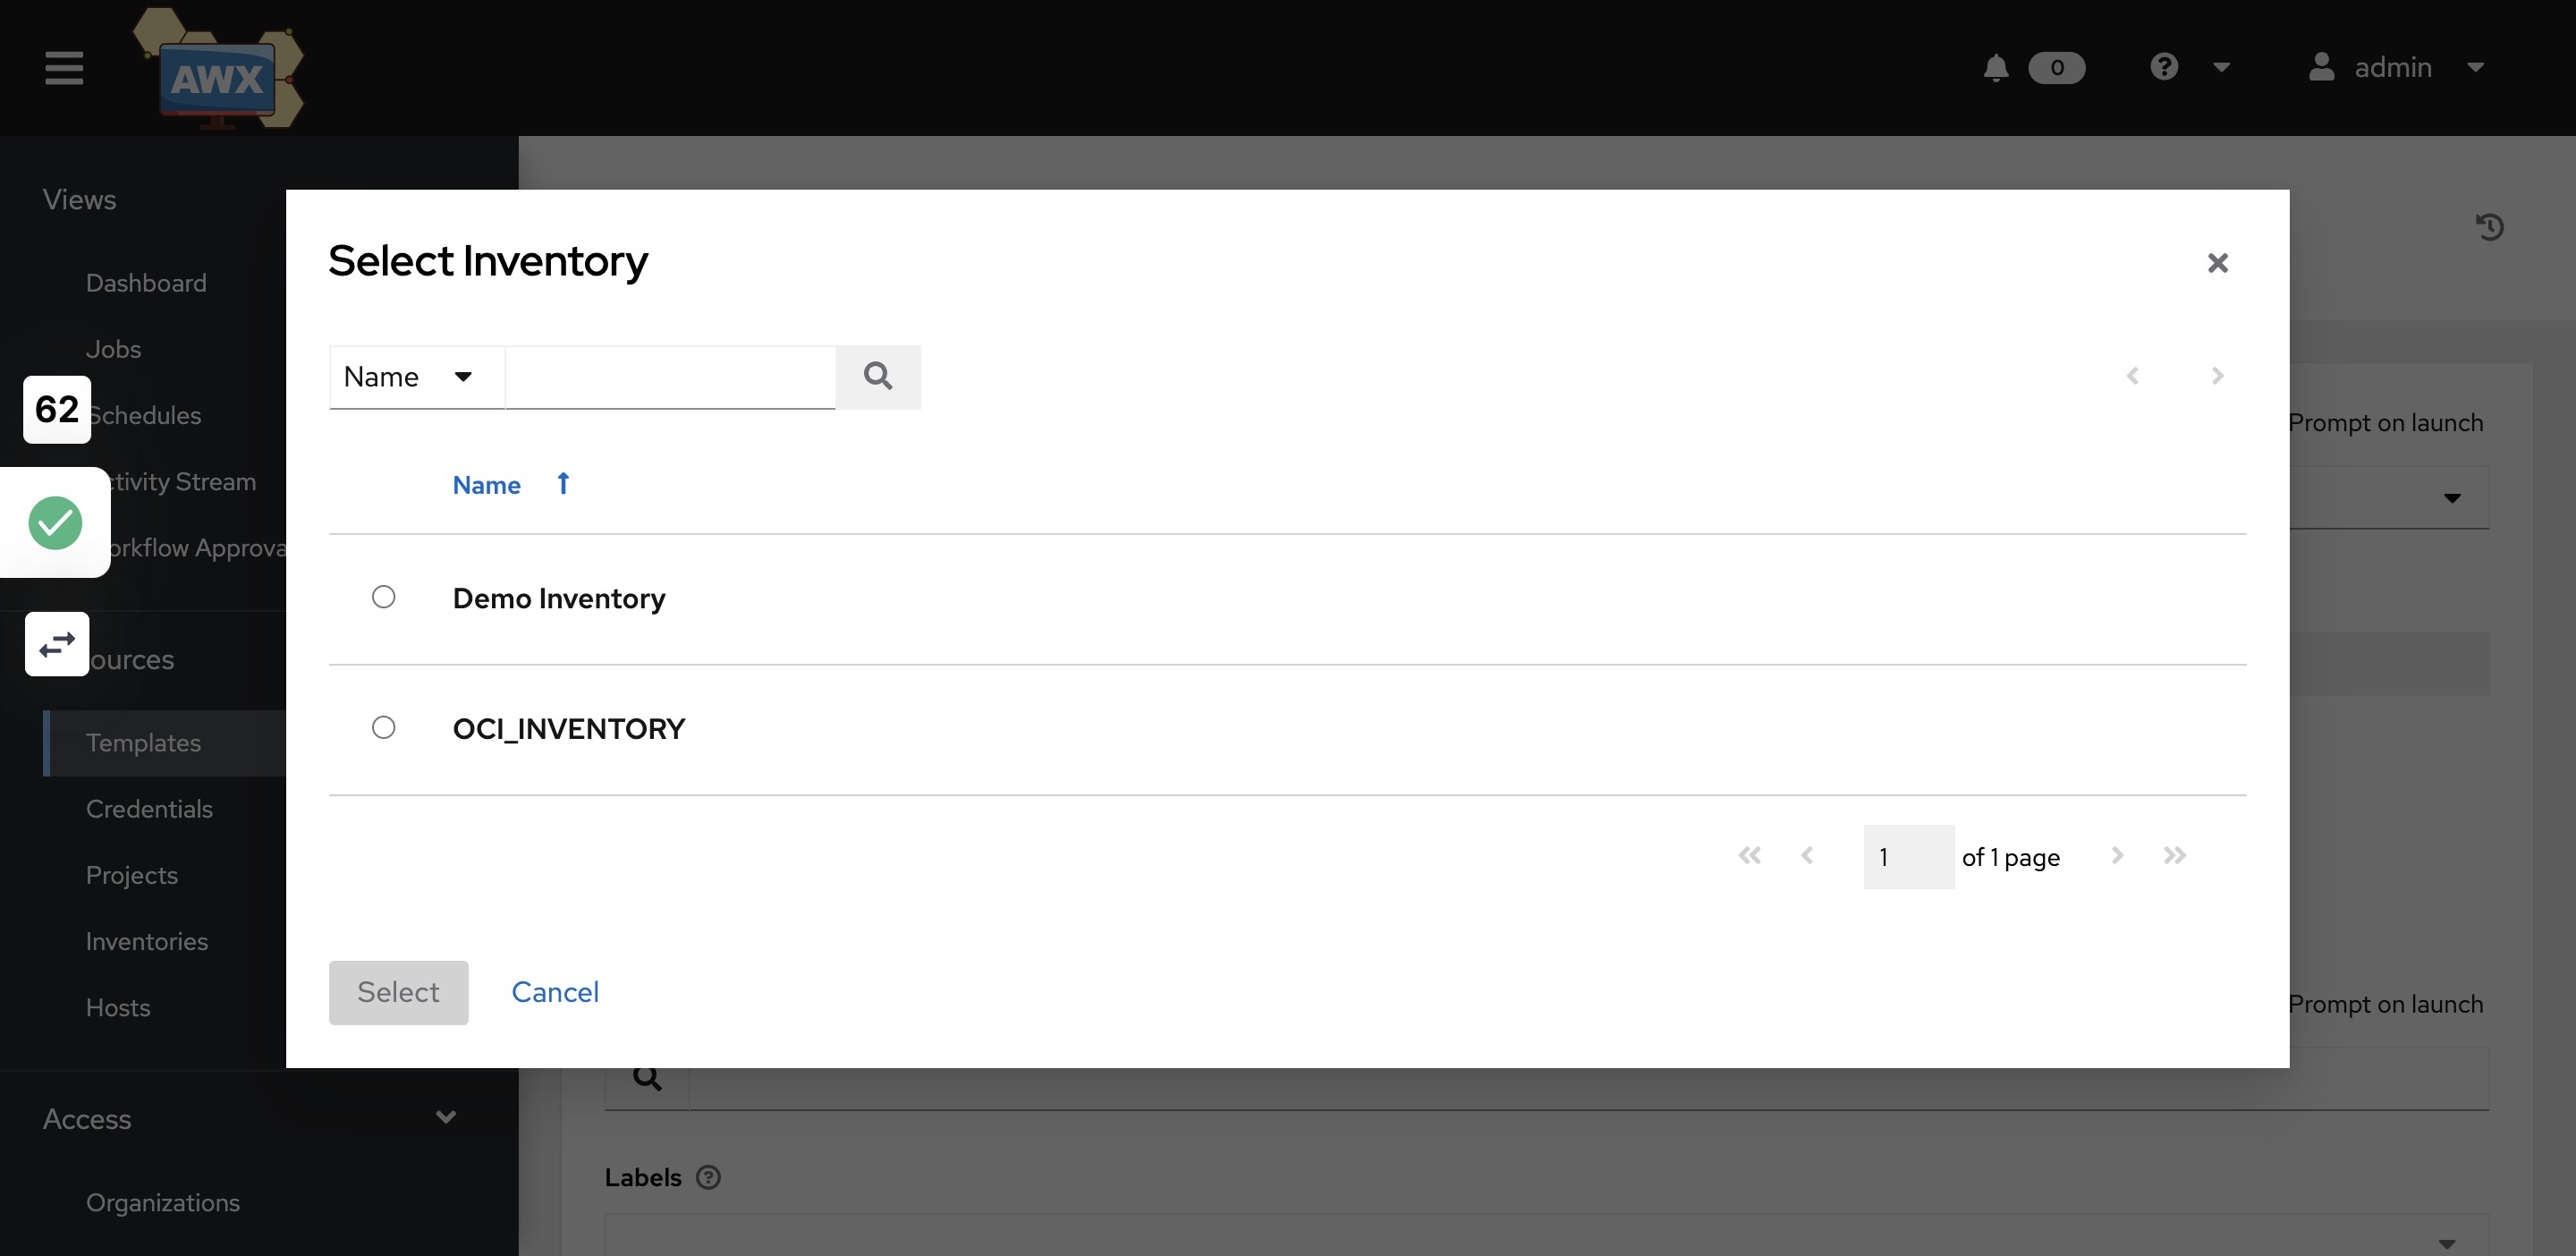 AWX
0
admin
Views
Dashboard
Jobs
Schedules
ctivity Stream
orkflow Approva
ources
Templates
Credentials
Projects
Inventories
Hosts
Access
Organizations
62
Select Inventory
Name
Name
Demo Inventory
OCI_INVENTORY
1 of 1 page
Select Cancel
Prompt on launch
Prompt on launch
Labels